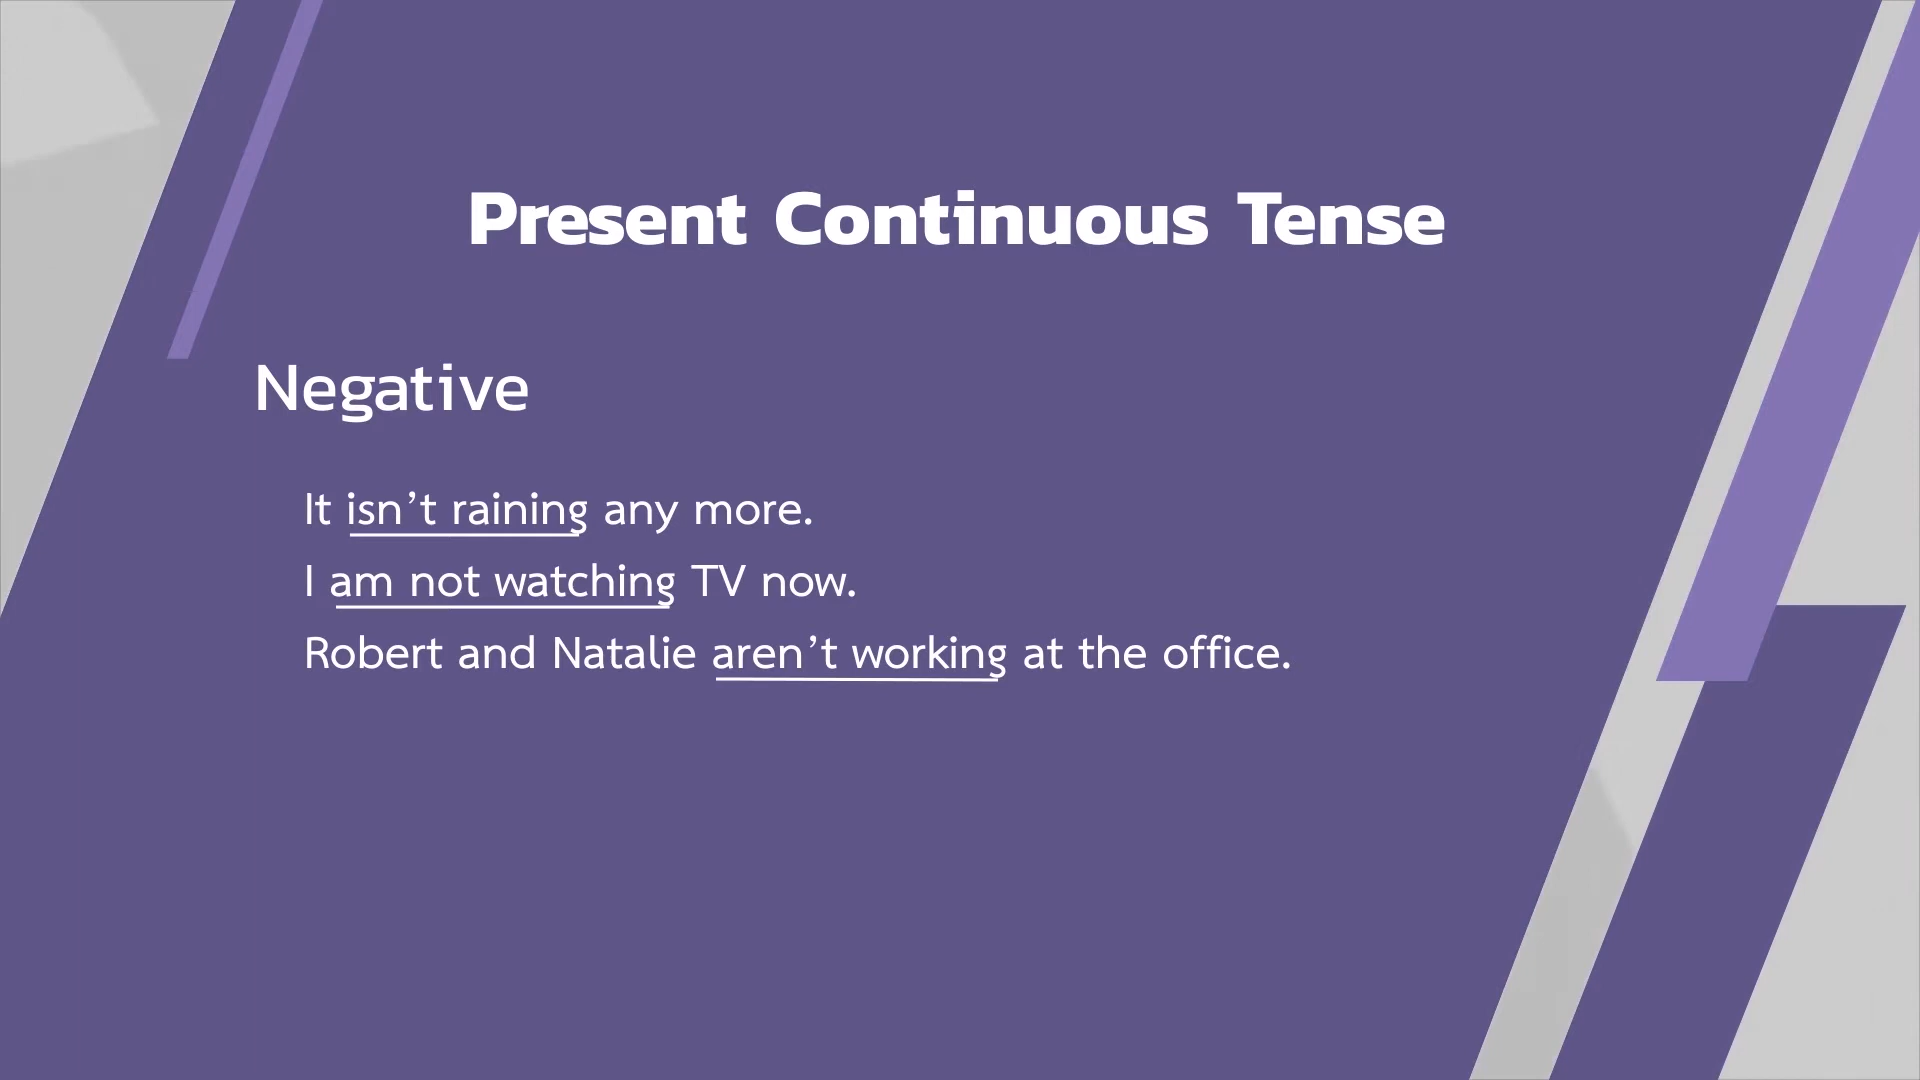 Present Continuous Tense
Negative
It isn’t raining any more.
I am not watching TV now.
Robert and Natalie aren’t working at the office.